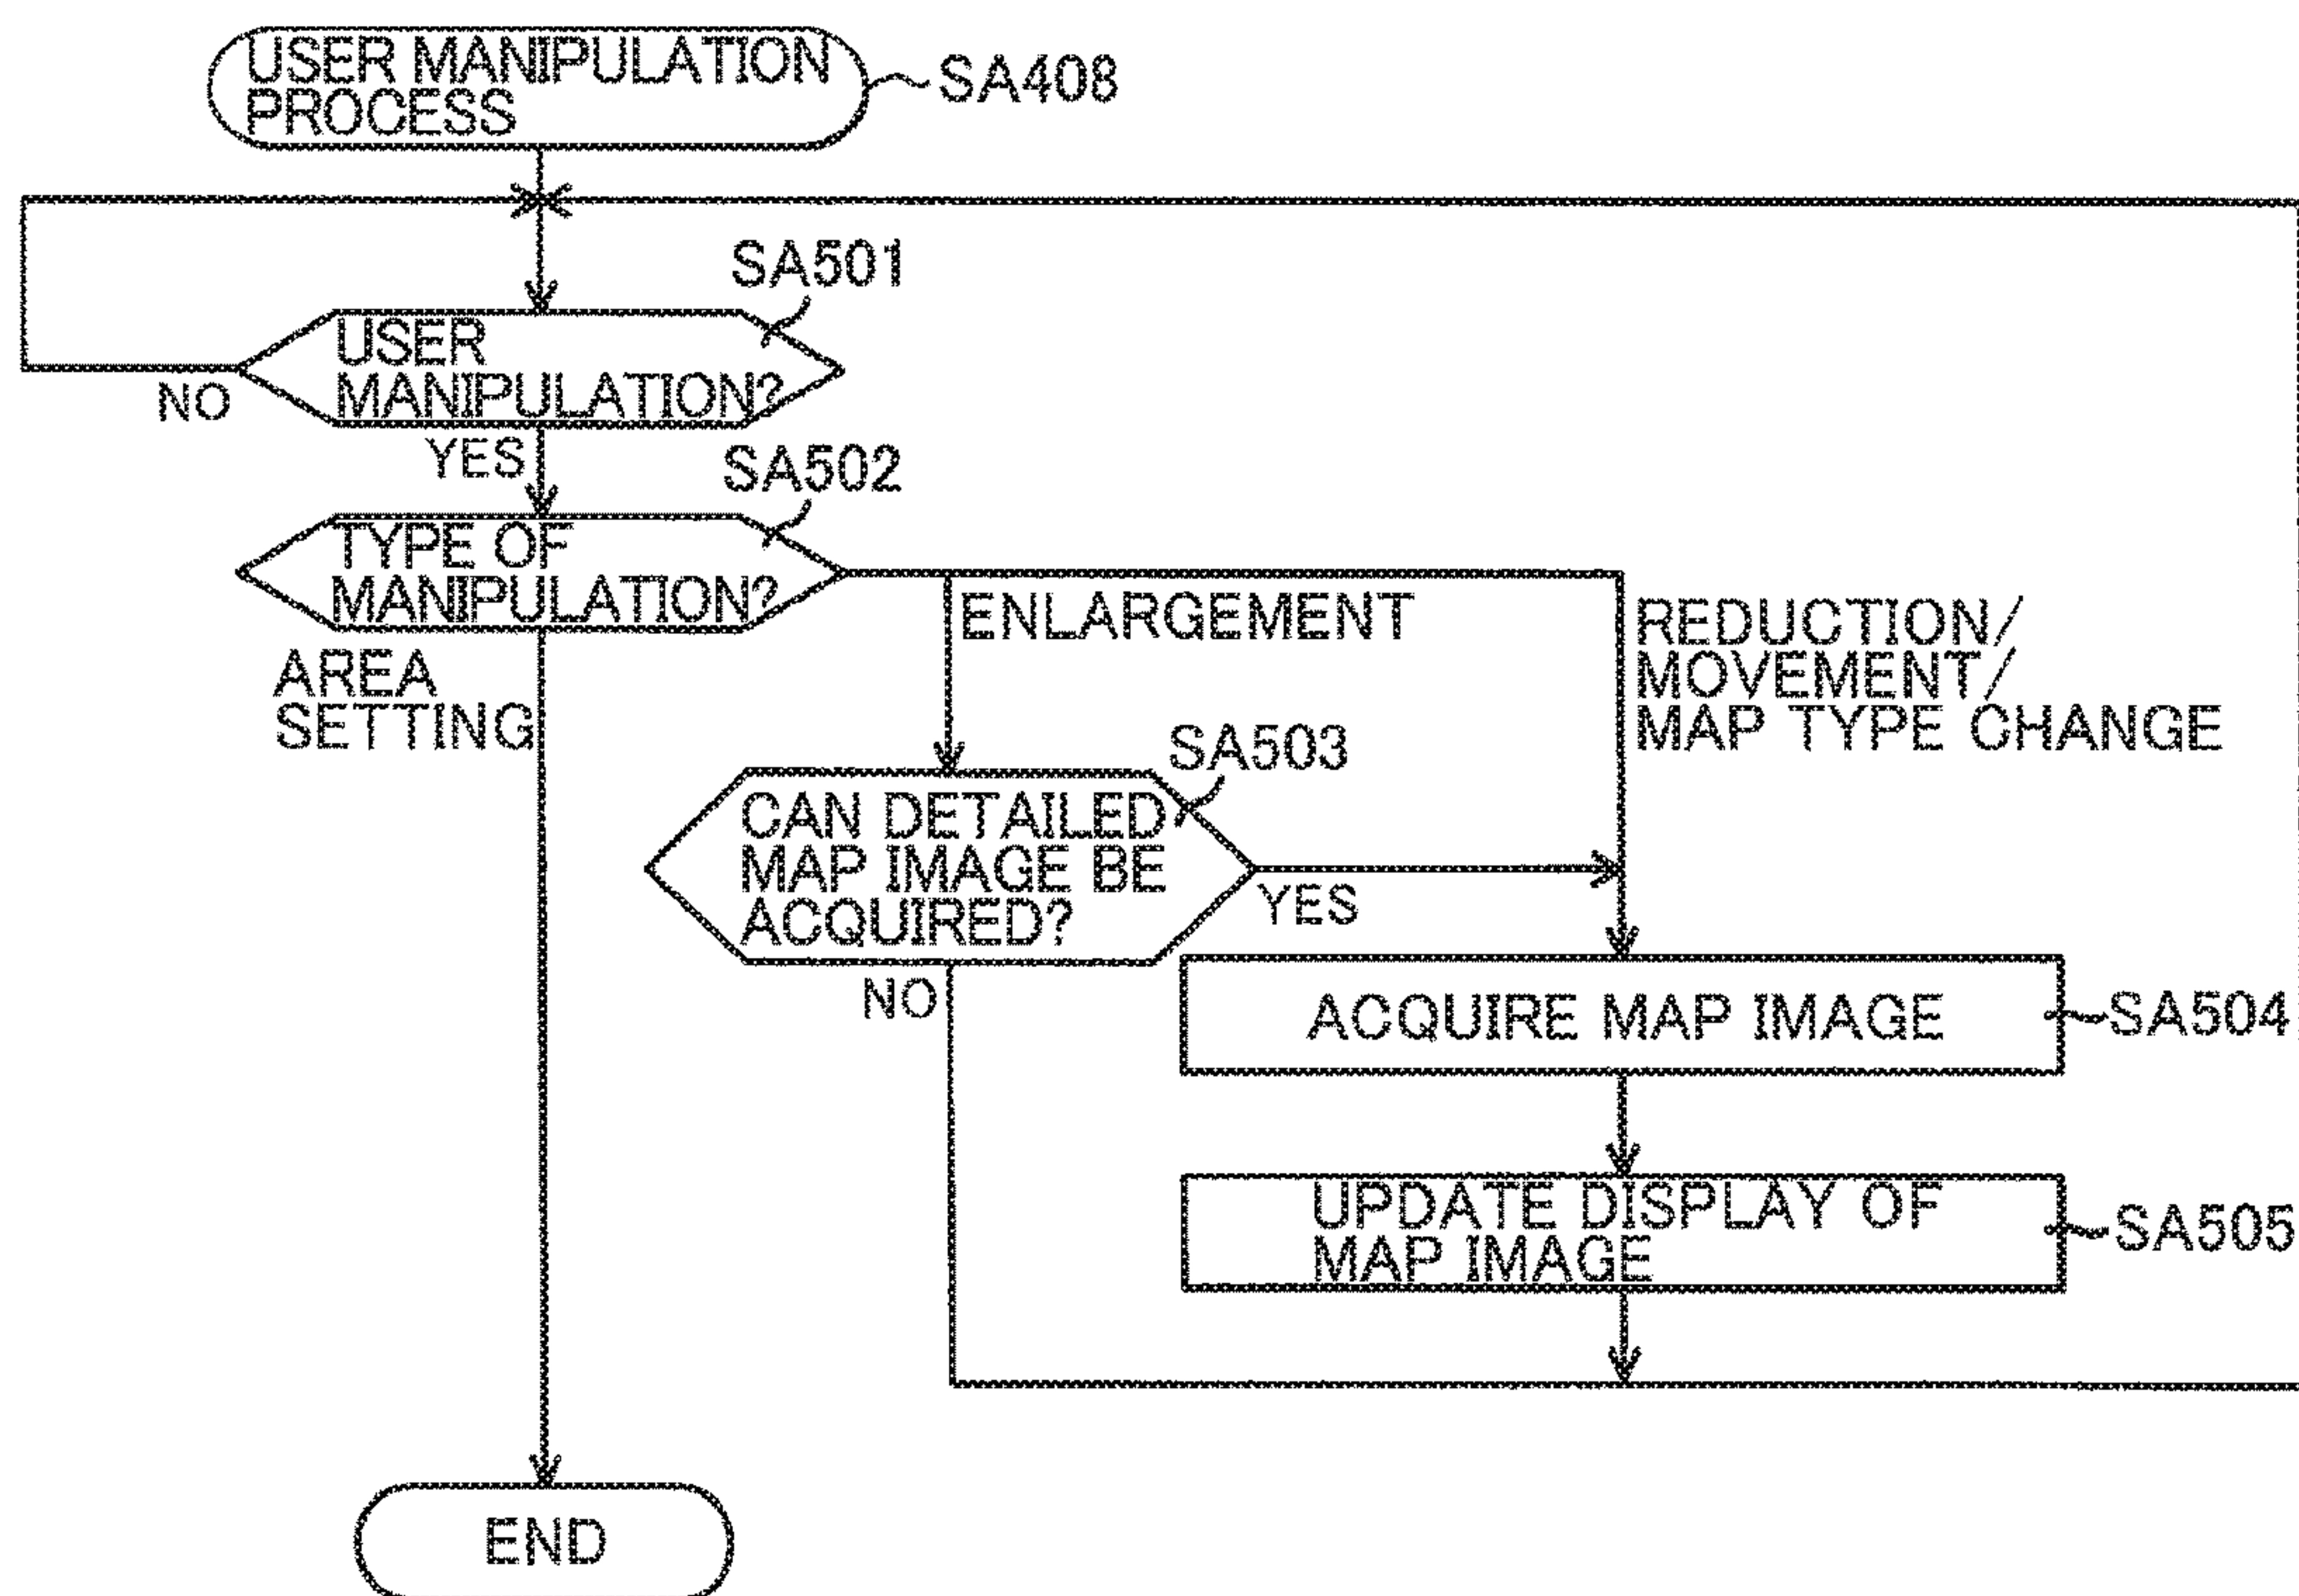 USER MANIPULATION
PROCESS
SA408
SA501
USER
MANIPULATION?
NO
YES
SA502
TYPE OF
MANIPULATION?
ENLARGEMENT
REDUCTION/
MOVEMENT/
MAP TYPE CHANGE
AREA
SETTING
SA503
CAN DETAILED
MAP IMAGE BE
ACQUIRED?
YES
NO
ACQUIRE MAP IMAGE
SA504
UPDATE DISPLAY OF
MAP IMAGE
SA505
END